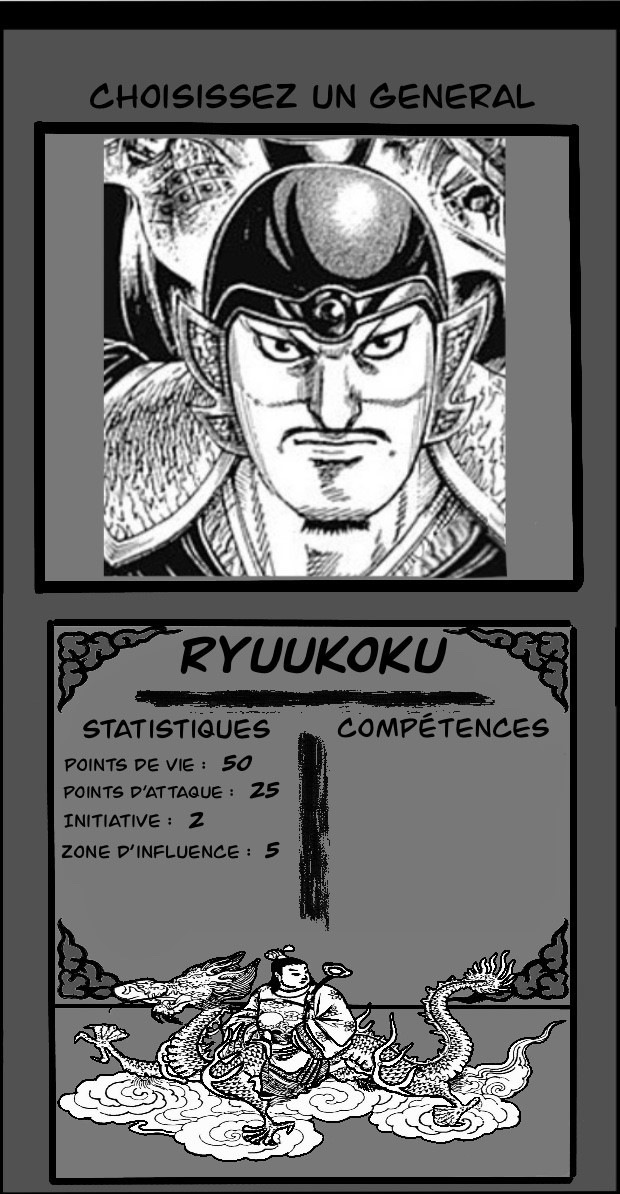 CHOISISSEZ UN GENERAL
RYUUKOKU
STATISTIQUES
POINTS DE VIE : 50
POINTS D'ATTAQUE : 25
INITIATIVE : 2
ZONE D'INFLUENCE : 5
COMPÉTENCES